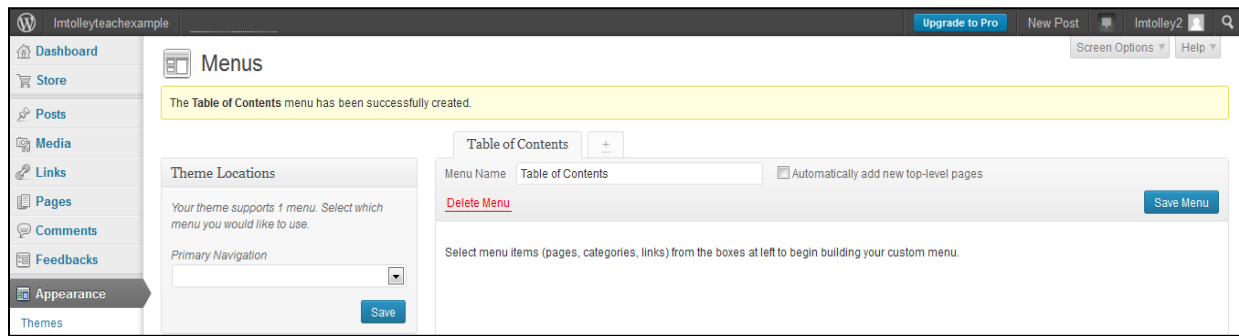 lmtolleyteachexample
Upgrade to Pro
New Post
lmtolley2
Dashboard
Store
Posts
Media
Links
Pages
Comments
Feedbacks
Appearance
Themes
Screen Options
Help
Menus
The Table of Contents menu has been successfully created.
Theme Locations
Your theme supports 1 menu. Select which
menu you would like to use.
Primary Navigation
Save
Table of Contents
+
Menu Name Table of Contents
Automatically add new top-level pages
Delete Menu
Save Menu
Select menu items (pages, categories, links) from the boxes at left to begin building your custom menu.